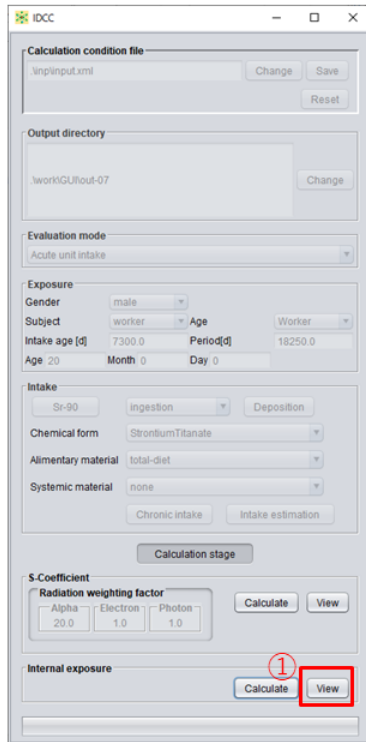 IDCC
Calculation condition file
.\inp\input.xml Change Save
Reset
Output directory
.\work\GUI\out-07 Change
Evaluation mode
Acute unit intake
Exposure
Gender male
Subject worker Age Worker
Intake age [d] 7300.0 Period[d] 18250.0
Age 20 Month 0 Day 0
Intake
Sr-90 ingestion Deposition
Chemical form StrontiumTitanate
Alimentary material total-diet
Systemic material none
Chronic intake Intake estimation
Calculation stage
S-Coefficient
Radiation weighting factor
Alpha Electron Photon
20.0 1.0 1.0
Calculate View
Internal exposure
①
Calculate View